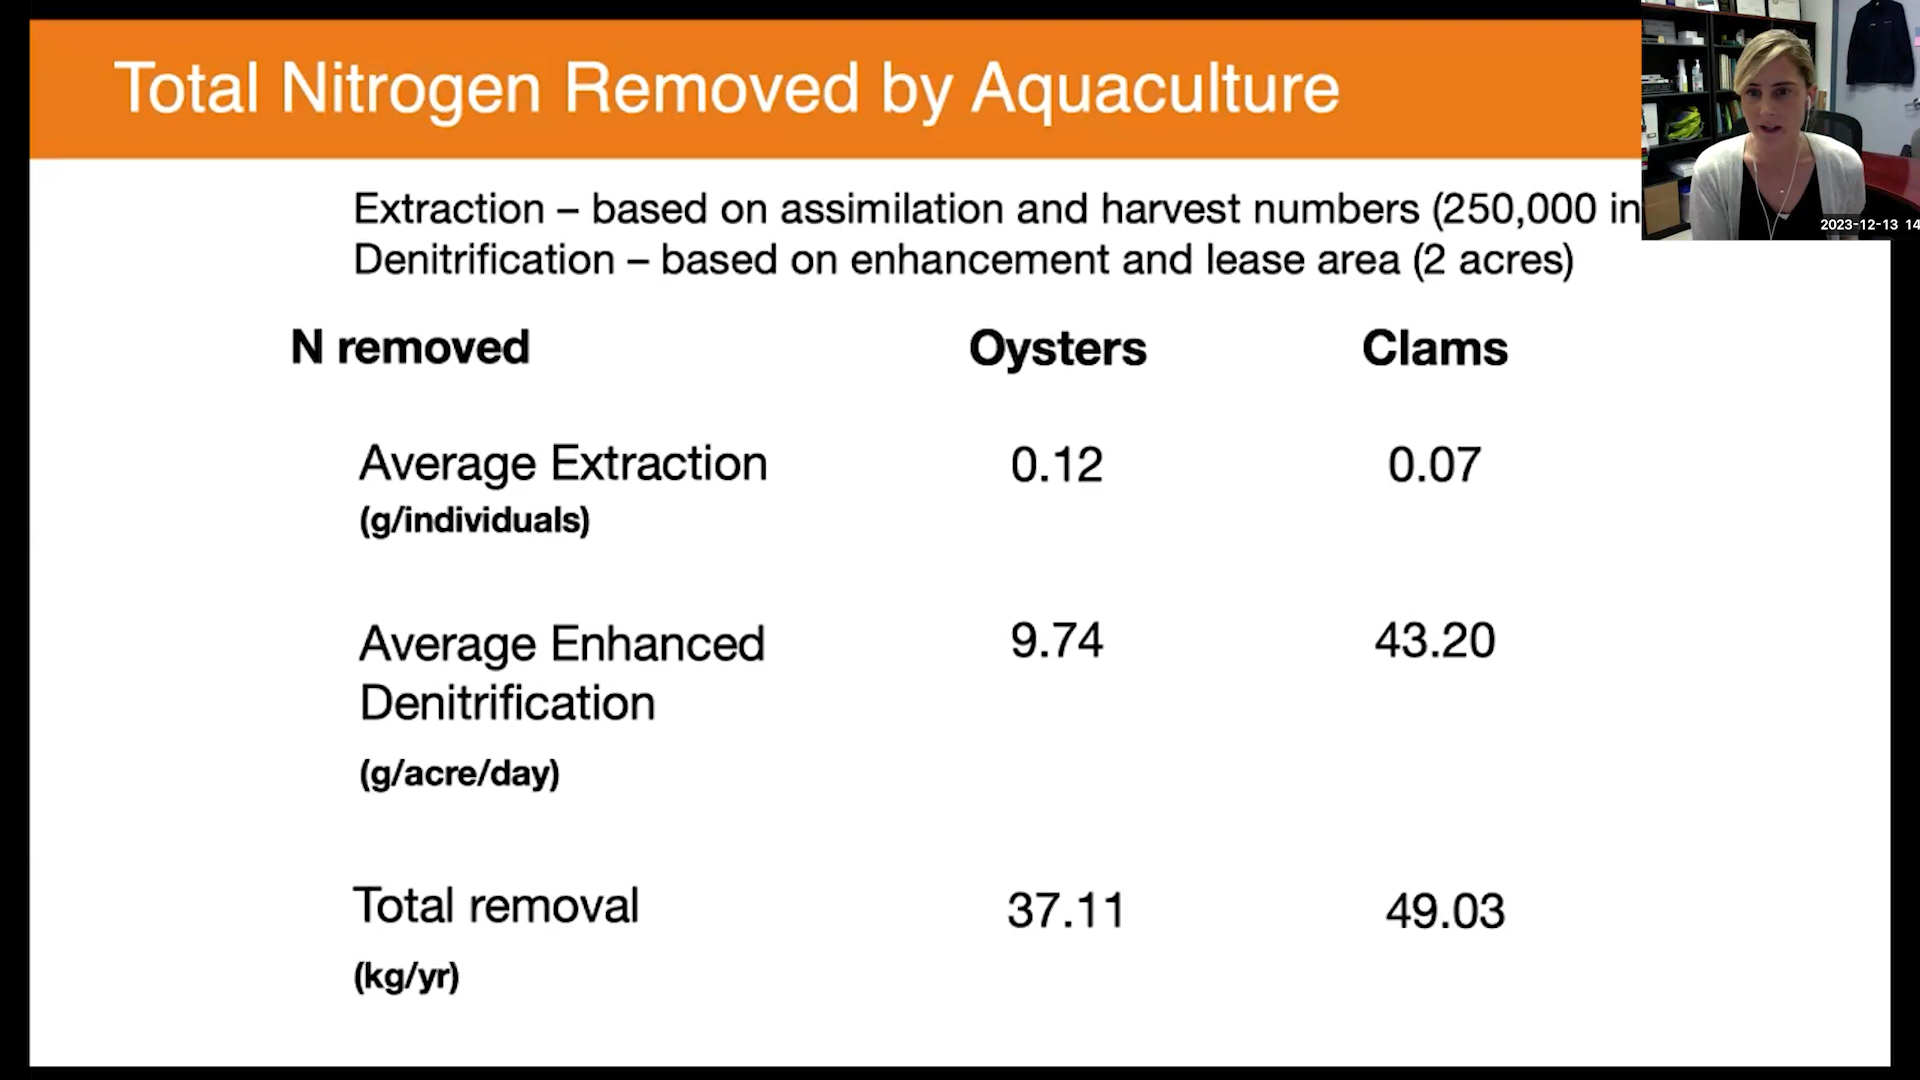 Total Nitrogen Removed by Aquaculture
2023-12-13 14
Extraction – based on assimilation and harvest numbers (250,000 in
Denitrification – based on enhancement and lease area (2 acres)
N removed Oysters Clams
Average Extraction 0.12 0.07
(g/individuals)
Average Enhanced 9.74 43.20
Denitrification
(g/acre/day)
Total removal 37.11 49.03
(kg/yr)